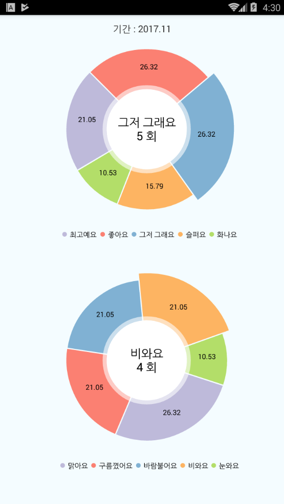 4:30
기간 : 2017.11
26.32
21.05
26.32
10.53
15.79
그저 그래요
5 회
최고예요 좋아요 그저 그래요 슬퍼요 화나요
21.05
21.05
10.53
21.05
26.32
비와요
4 회
맑아요 구름꼈어요 바람불어요 비와요 눈와요